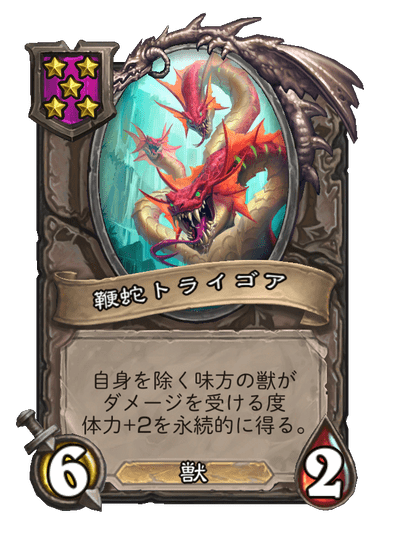 鞭蛇トライゴア
自身を除く味方の獣が
ダメージを受ける度
体力+2を永続的に得る。
6
獣
2